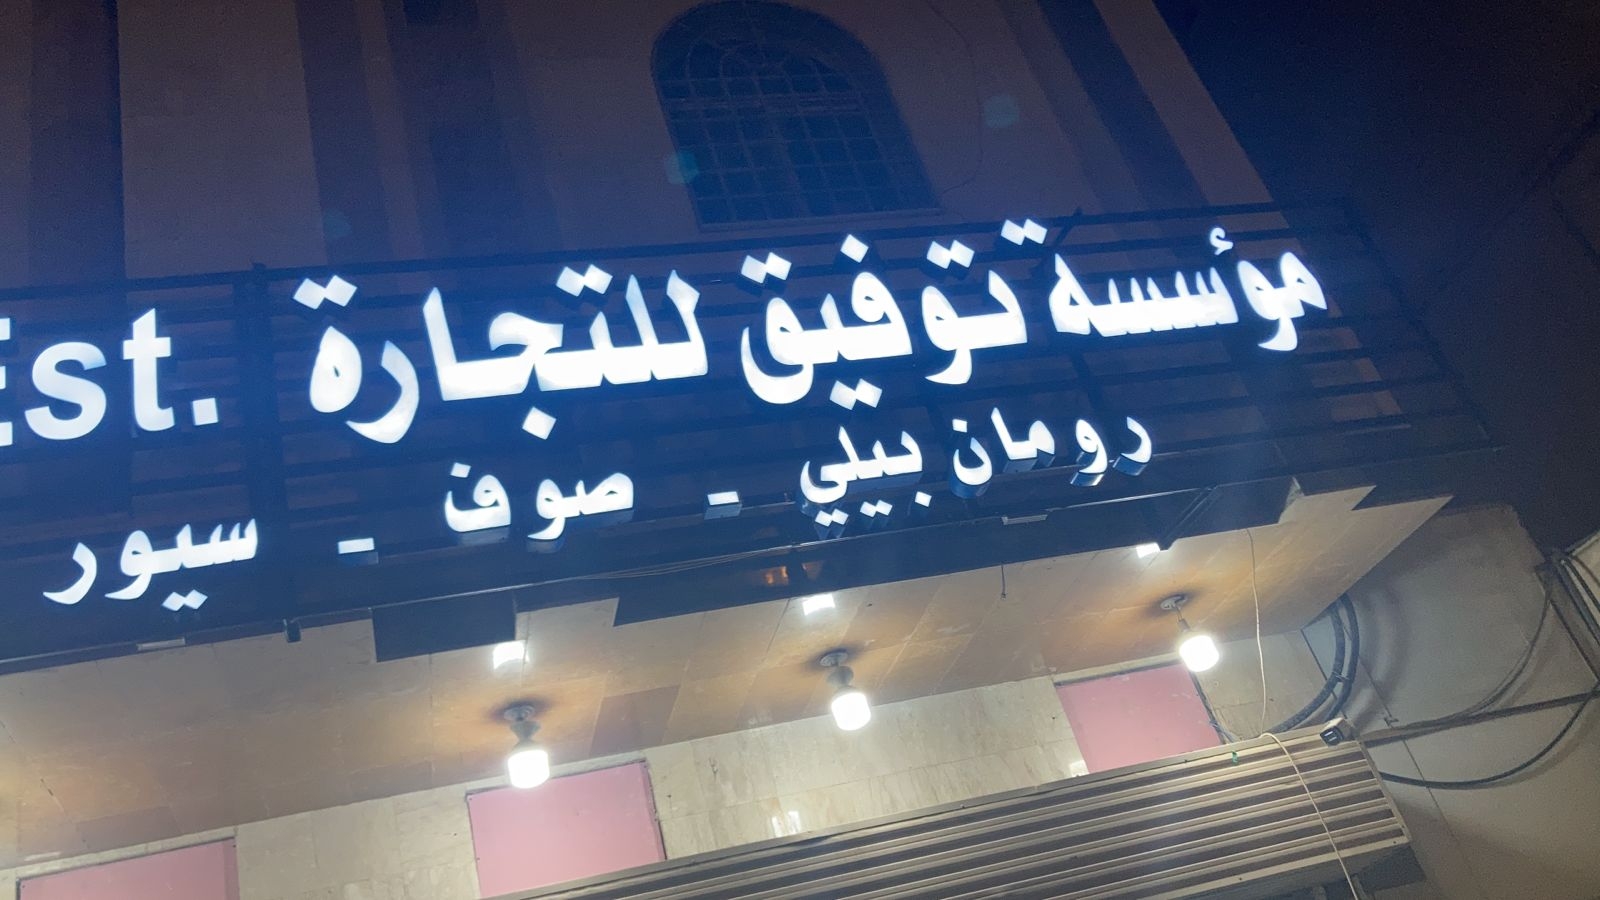 مؤسسة توفيق للتجارة Est.
رومان بيلي - صوف - سيور